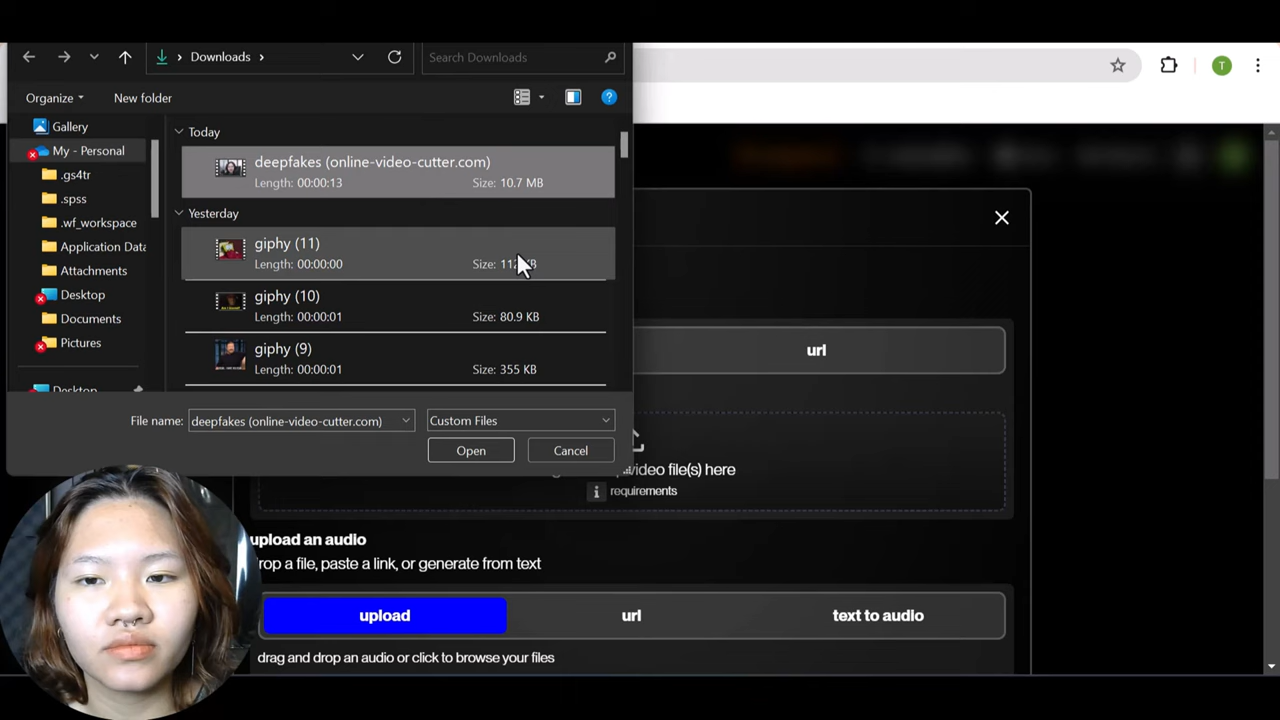 Downloads
Search Downloads
T
Organize
New folder
?
Gallery
Today
My - Personal
deepfakes (online-video-cutter.com)
Length: 00:00:13
Size: 10.7 MB
.gs4tr
.spss
Yesterday
.wf_workspace
giphy (11)
Application Data
Length: 00:00:00
Attachments
Desktop
giphy (10)
Documents
Length: 00:00:01
Size: 80.9 KB
Pictures
giphy (9)
url
Length: 00:00:01
Size: 355 KB
Desktop
File name:
deepfakes (online-video-cutter.com)
Custom Files
Open
Cancel
/video file(s) here
i requirements
upload an audio
drop a file, paste a link, or generate from text
upload
url
text to audio
drag and drop an audio or click to browse your files